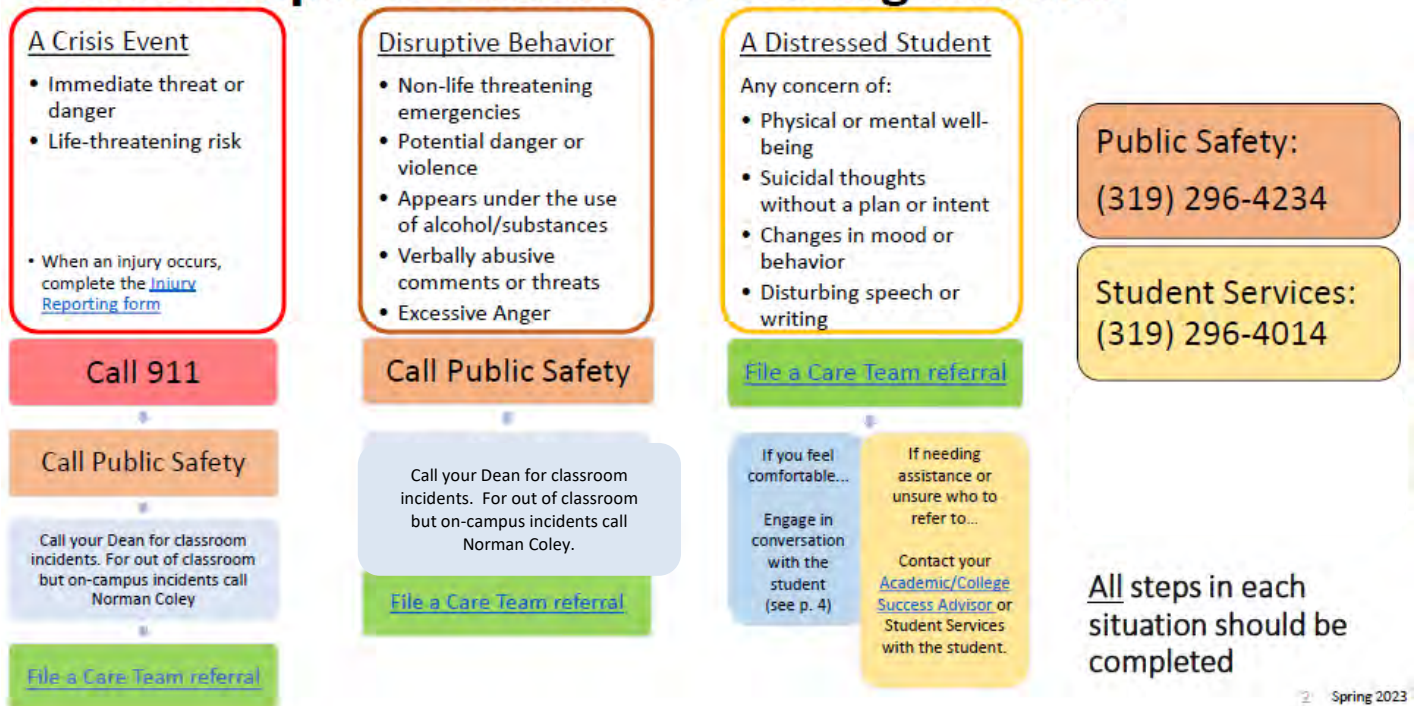 A Crisis Event
• Immediate threat or
danger
• Life-threatening risk
• When an injury occurs,
complete the Injury
Reporting form
Call 911
Call Public Safety
Call your Dean for classroom
incidents. For out of classroom
but on-campus incidents call
Norman Coley
File a Care Team referral
Disruptive Behavior
• Non-life threatening
emergencies
• Potential danger or
violence
• Appears under the use
of alcohol/substances
• Verbally abusive
comments or threats
• Excessive Anger
Call Public Safety
Call your Dean for classroom
incidents. For out of classroom
but on-campus incidents call
Norman Coley.
File a Care Team referral
A Distressed Student
Any concern of:
• Physical or mental well-
being
• Suicidal thoughts
without a plan or intent
• Changes in mood or
behavior
• Disturbing speech or
writing
File a Care Team referral
If you feel
comfortable...
Engage in
conversation
with the
student
(see p. 4)
If needing
assistance or
unsure who to
refer to...
Contact your
Academic/College
Success Advisor or
Student Services
with the student.
Public Safety:
(319) 296-4234
Student Services:
(319) 296-4014
All steps in each
situation should be
completed
Spring 2023